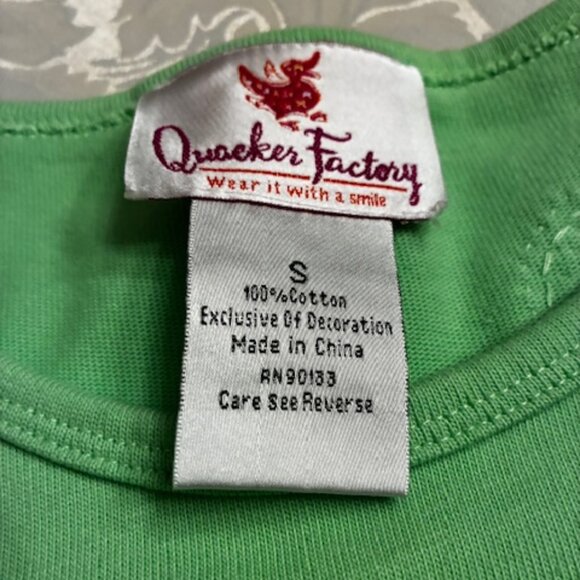 Quacker Factory
Wear it with a smile
S
100%Cotton
Exclusive Of Decoration
Made in China
RN90133
Care See Reverse